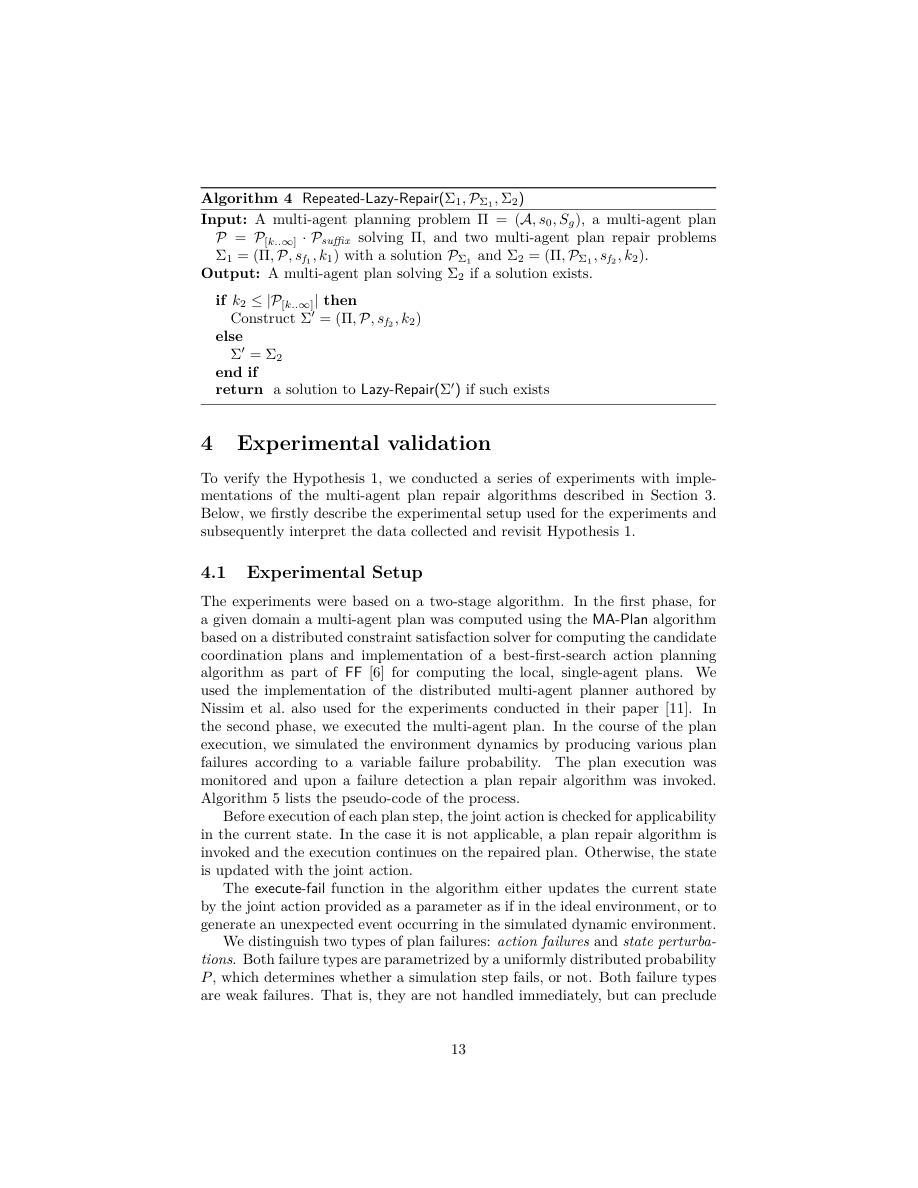 Algorithm 4 Repeated-Lazy-Repair(Σ₁, 𝒫_Σ₁, Σ₂)
Input: A multi-agent planning problem Π = (𝒜, s₀, S_g), a multi-agent plan
𝒫 = 𝒫_[k..∞] · 𝒫_suffix solving Π, and two multi-agent plan repair problems
Σ₁ = (Π, 𝒫, s_f₁, k₁) with a solution 𝒫_Σ₁ and Σ₂ = (Π, 𝒫_Σ₁, s_f₂, k₂).
Output: A multi-agent plan solving Σ₂ if a solution exists.
if k₂ ≤ |𝒫_[k..∞]| then
Construct Σ′ = (Π, 𝒫, s_f₂, k₂)
else
Σ′ = Σ₂
end if
return a solution to Lazy-Repair(Σ′) if such exists
4 Experimental validation
To verify the Hypothesis 1, we conducted a series of experiments with imple-
mentations of the multi-agent plan repair algorithms described in Section 3.
Below, we firstly describe the experimental setup used for the experiments and
subsequently interpret the data collected and revisit Hypothesis 1.
4.1 Experimental Setup
The experiments were based on a two-stage algorithm. In the first phase, for
a given domain a multi-agent plan was computed using the MA-Plan algorithm
based on a distributed constraint satisfaction solver for computing the candidate
coordination plans and implementation of a best-first-search action planning
algorithm as part of FF [6] for computing the local, single-agent plans. We
used the implementation of the distributed multi-agent planner authored by
Nissim et al. also used for the experiments conducted in their paper [11]. In
the second phase, we executed the multi-agent plan. In the course of the plan
execution, we simulated the environment dynamics by producing various plan
failures according to a variable failure probability. The plan execution was
monitored and upon a failure detection a plan repair algorithm was invoked.
Algorithm 5 lists the pseudo-code of the process.
Before execution of each plan step, the joint action is checked for applicability
in the current state. In the case it is not applicable, a plan repair algorithm is
invoked and the execution continues on the repaired plan. Otherwise, the state
is updated with the joint action.
The execute-fail function in the algorithm either updates the current state
by the joint action provided as a parameter as if in the ideal environment, or to
generate an unexpected event occurring in the simulated dynamic environment.
We distinguish two types of plan failures: action failures and state perturba-
tions. Both failure types are parametrized by a uniformly distributed probability
P, which determines whether a simulation step fails, or not. Both failure types
are weak failures. That is, they are not handled immediately, but can preclude
13